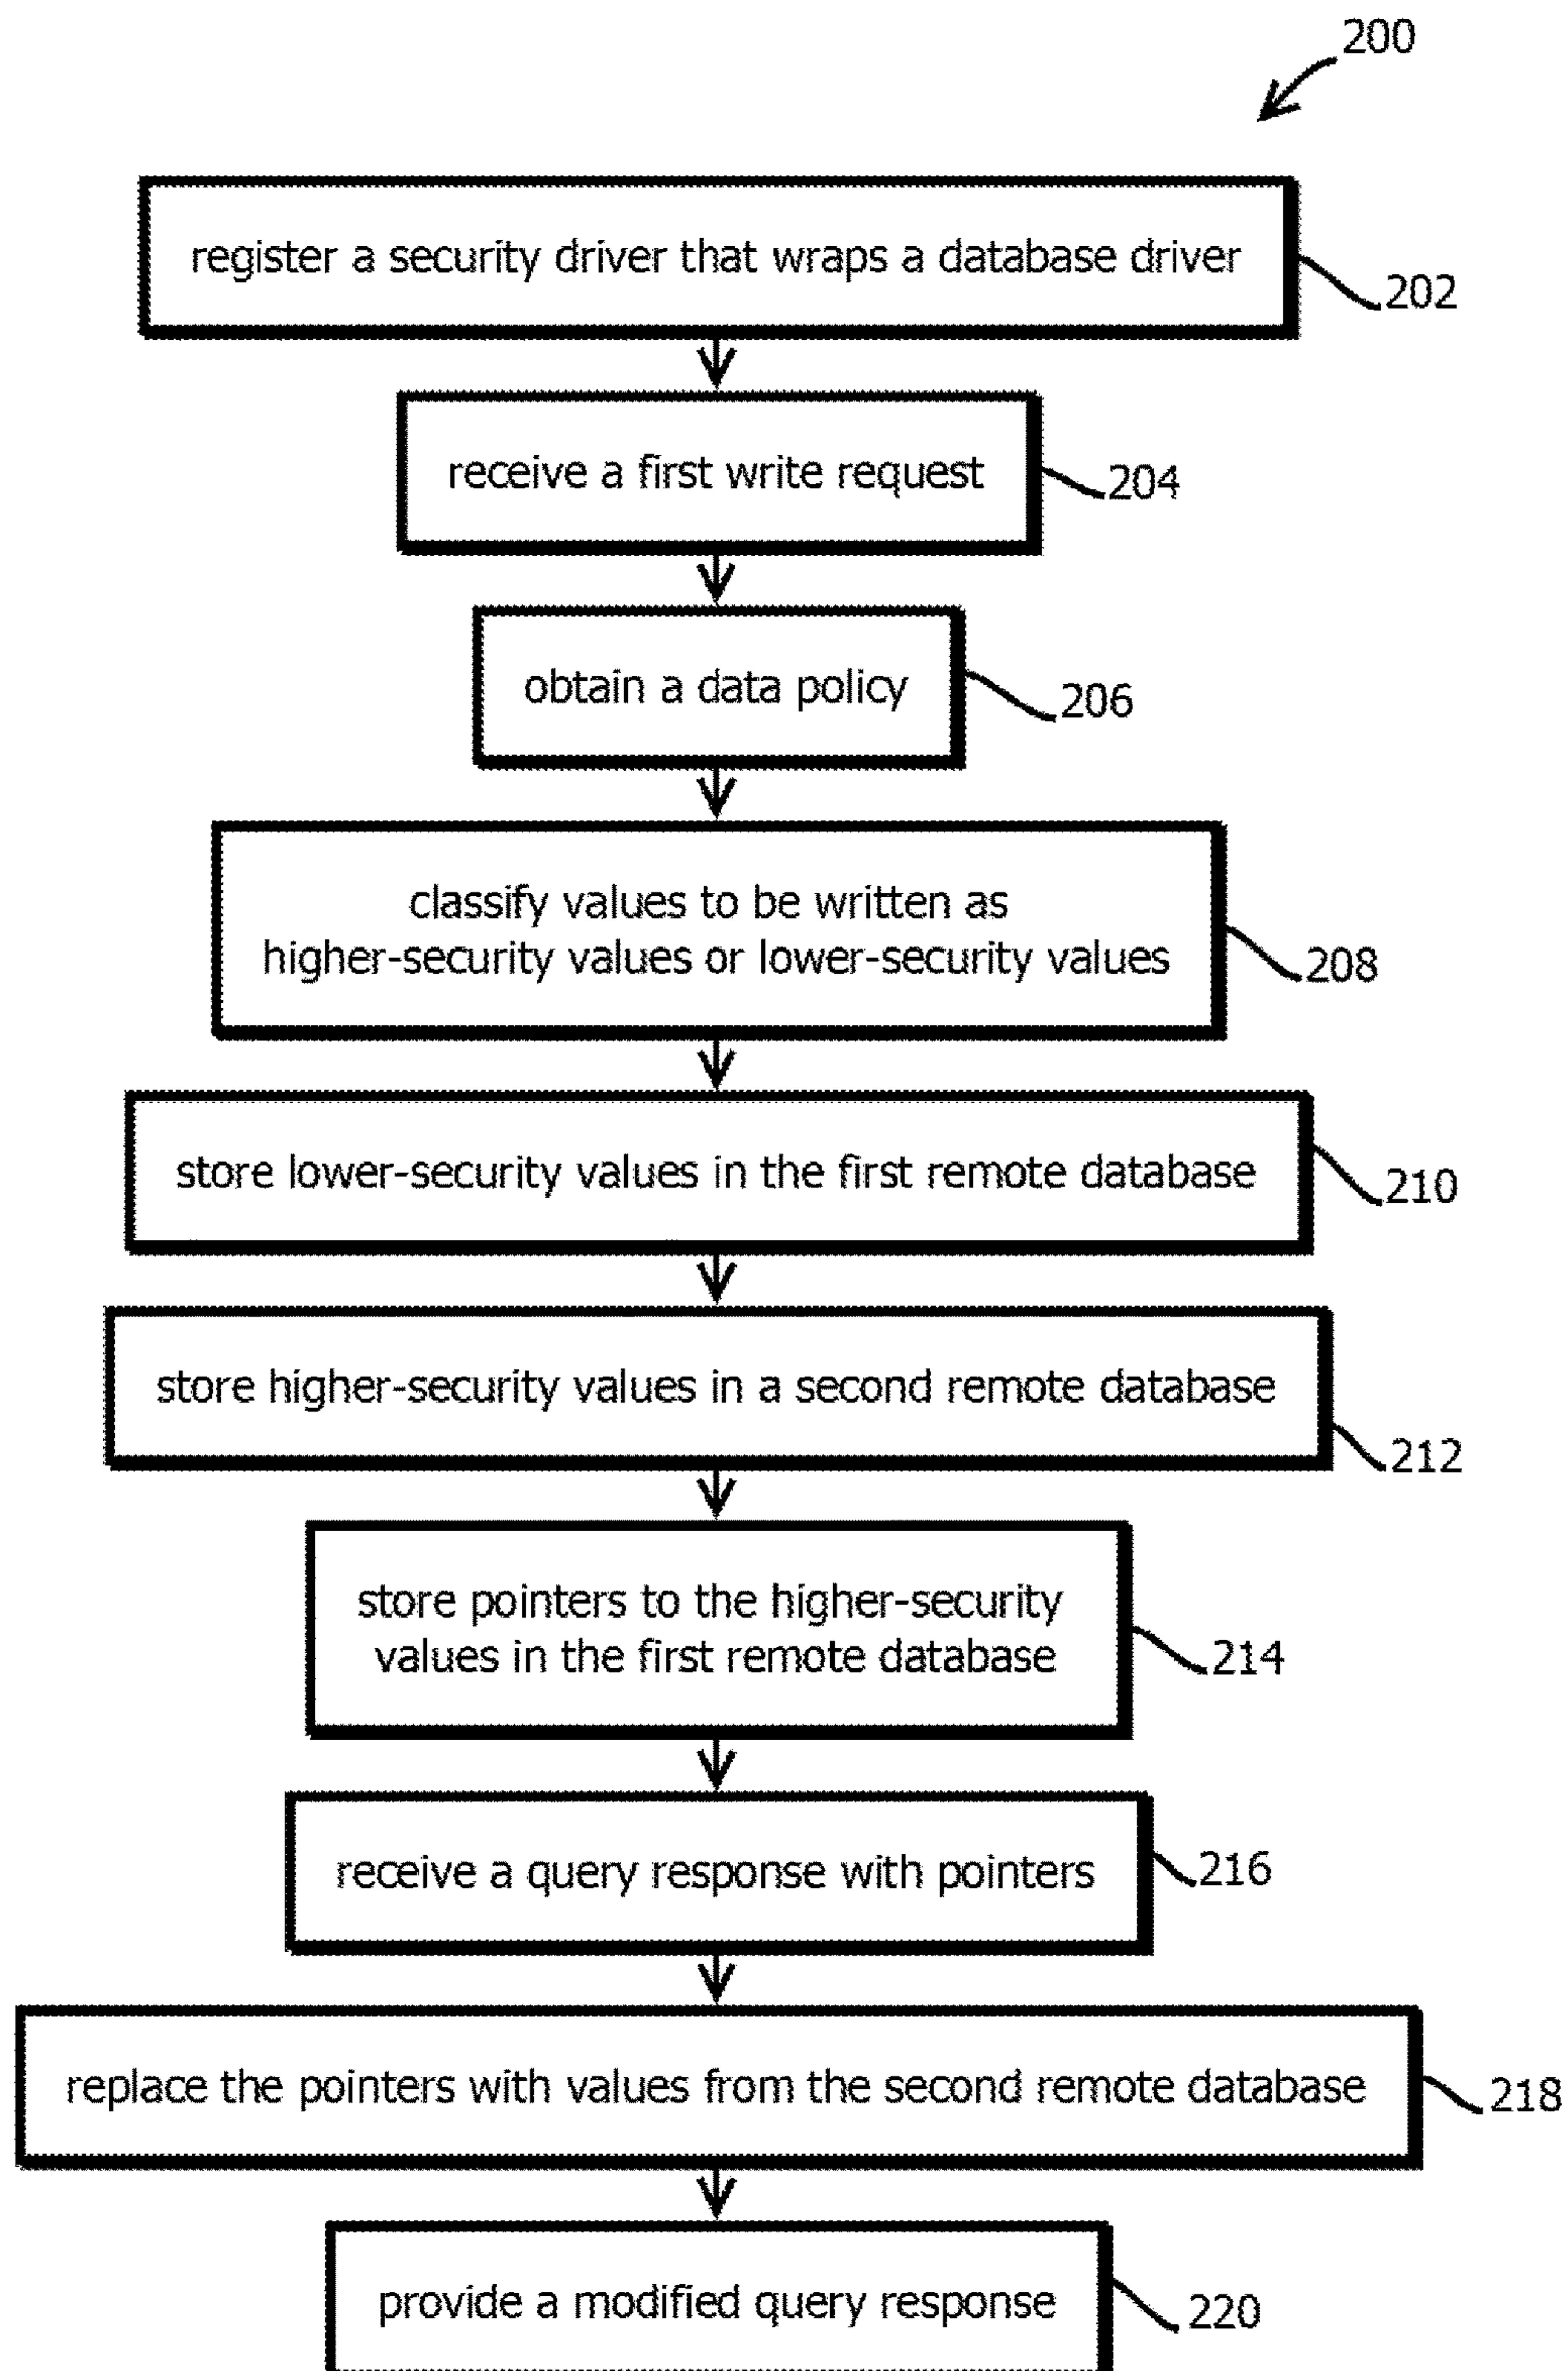 200
register a security driver that wraps a database driver
202
receive a first write request
204
obtain a data policy
206
classify values to be written as
higher-security values or lower-security values
208
store lower-security values in the first remote database
210
store higher-security values in a second remote database
212
store pointers to the higher-security
values in the first remote database
214
receive a query response with pointers
216
replace the pointers with values from the second remote database
218
provide a modified query response
220